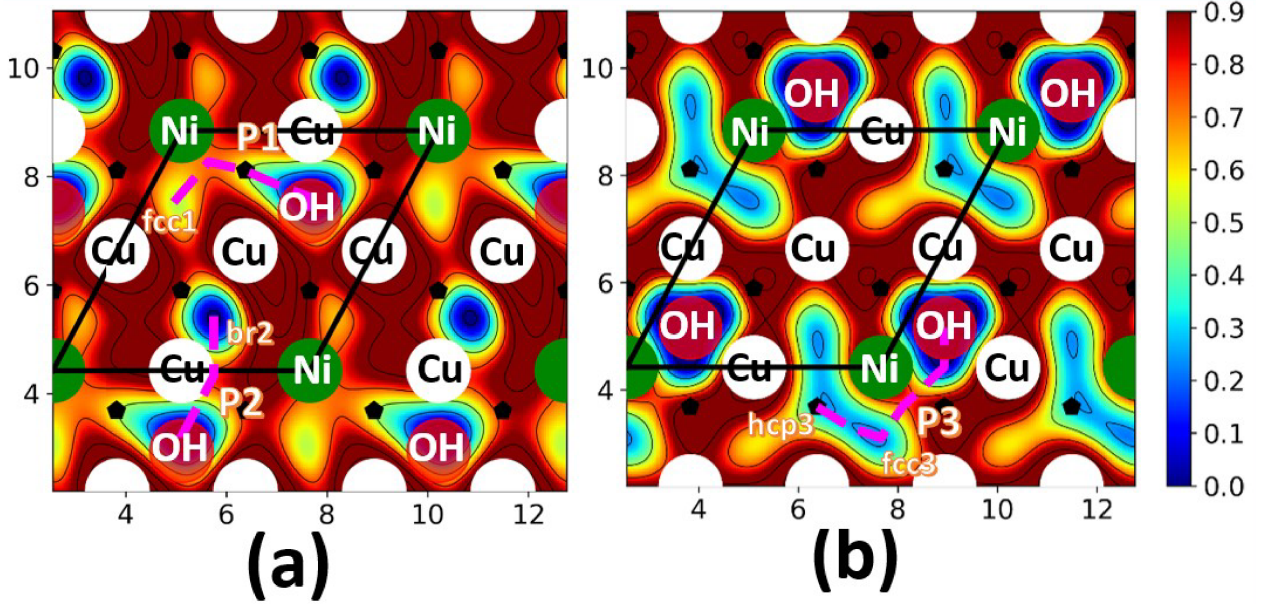 10
8
6
4
4 6 8 10 12
Ni P1 Cu Ni
fcc1 OH
Cu Cu Cu Cu
br2
Cu P2 Ni Cu
OH OH
(a)
10
8
6
4
4 6 8 10 12
OH OH
Ni Cu Ni
Cu Cu Cu Cu
OH OH
Cu Ni Cu
hcp3 fcc3 P3
(b)
0.9
0.8
0.7
0.6
0.5
0.4
0.3
0.2
0.1
0.0